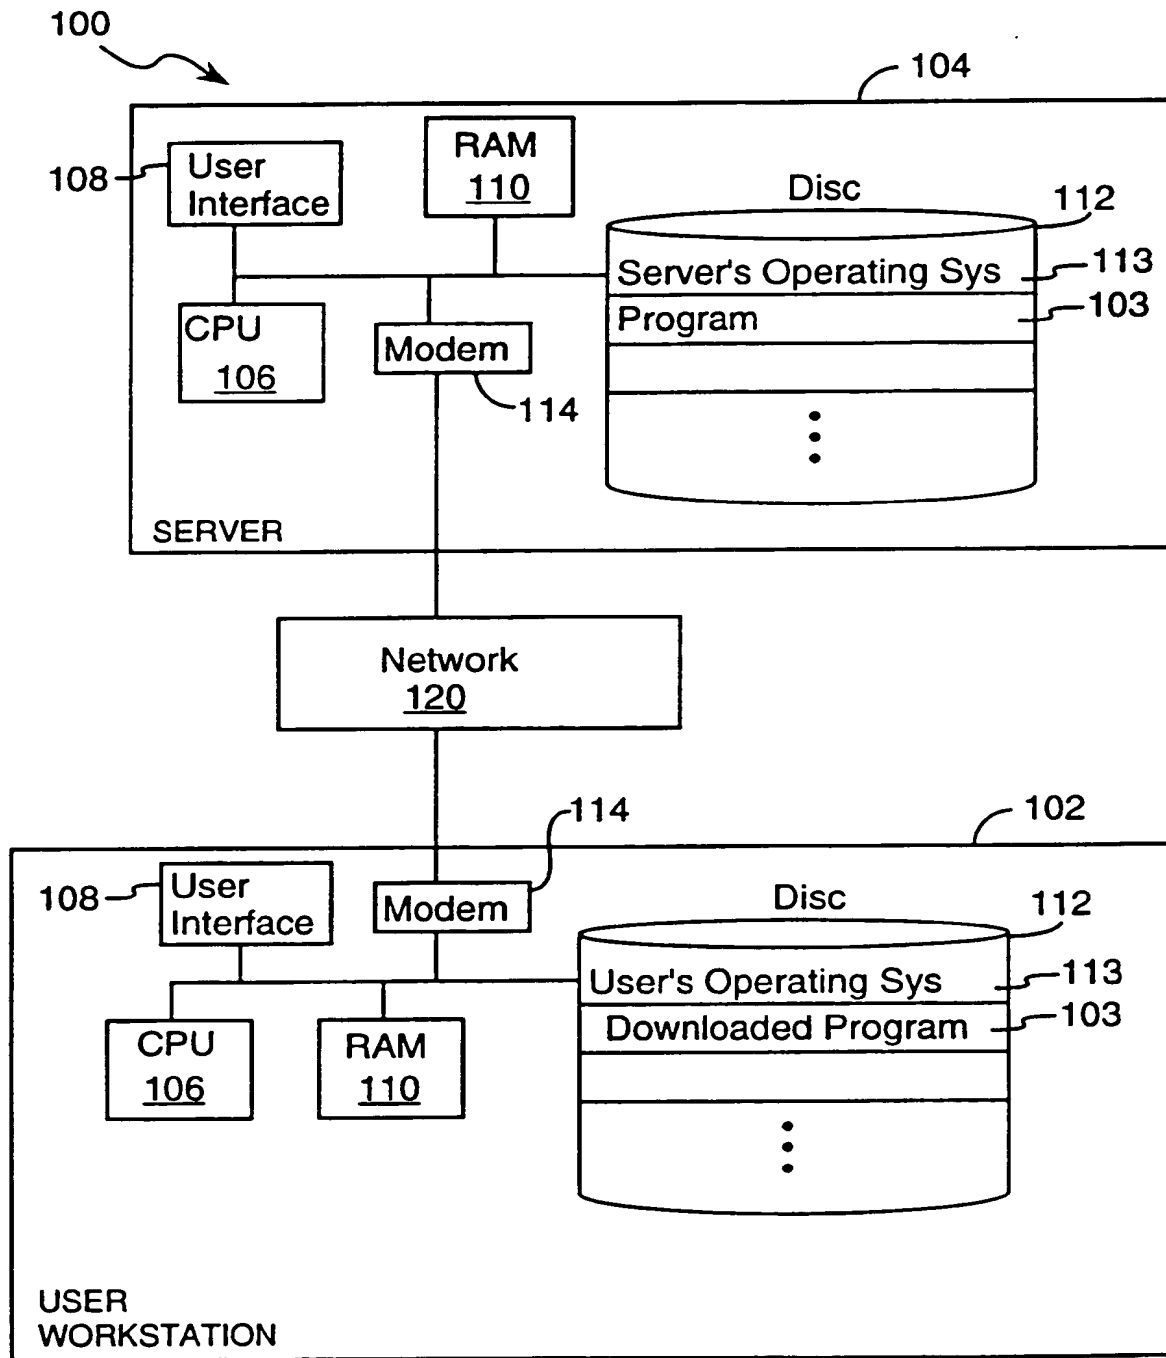 100
104
108
User
Interface
RAM
110
Disc
112
Server's Operating Sys
113
Program
103
CPU
106
Modem
114
SERVER
Network
120
102
114
108
User
Interface
Modem
Disc
112
User's Operating Sys
113
Downloaded Program
103
CPU
106
RAM
110
USER
WORKSTATION